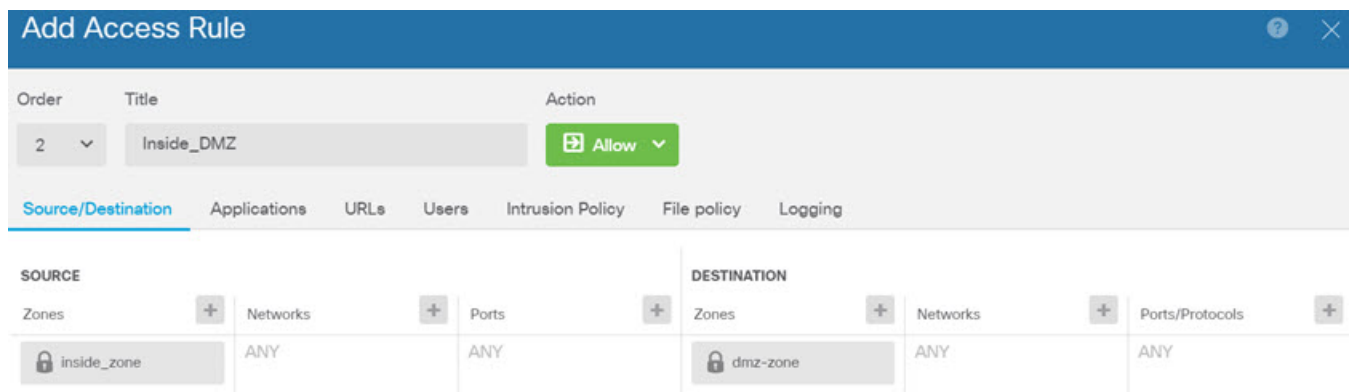 Add Access Rule
?
Order Title Action
2 Inside_DMZ Allow
Source/Destination Applications URLs Users Intrusion Policy File policy Logging
SOURCE DESTINATION
Zones + Networks + Ports + Zones + Networks + Ports/Protocols +
inside_zone ANY ANY dmz-zone ANY ANY